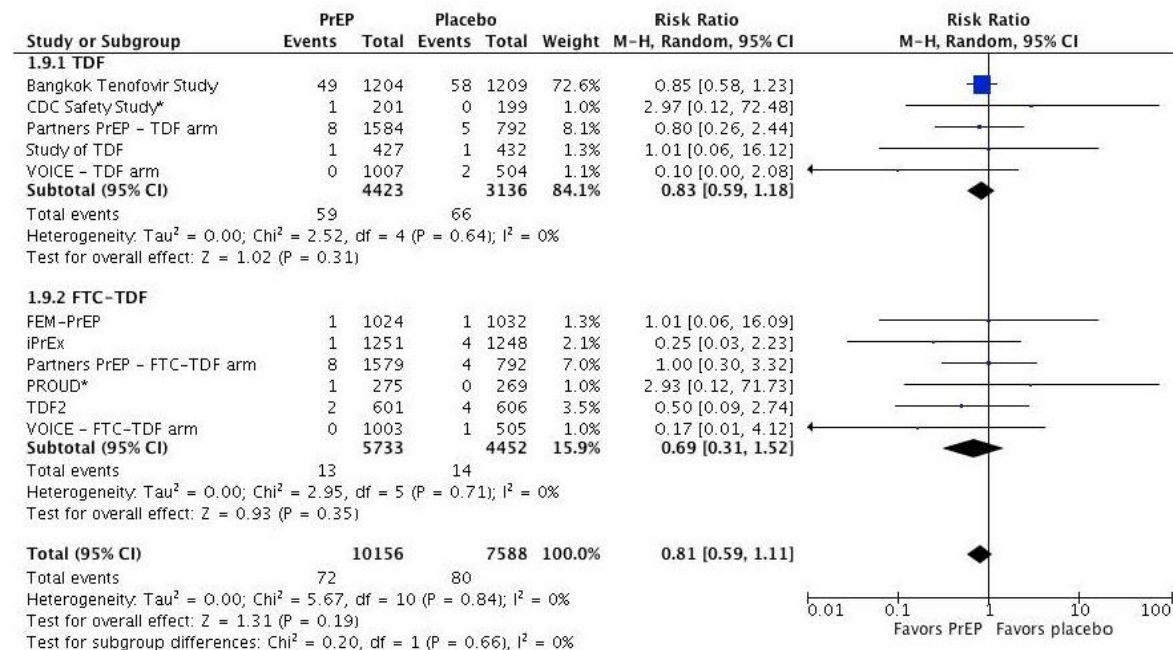 PrEP Placebo Risk Ratio Risk Ratio
Study or Subgroup Events Total Events Total Weight M-H, Random, 95% CI M-H, Random, 95% CI
1.9.1 TDF
Bangkok Tenofovir Study 49 1204 58 1209 72.6% 0.85 [0.58, 1.23]
CDC Safety Study* 1 201 0 199 1.0% 2.97 [0.12, 72.48]
Partners PrEP – TDF arm 8 1584 5 792 8.1% 0.80 [0.26, 2.44]
Study of TDF 1 427 1 432 1.3% 1.01 [0.06, 16.12]
VOICE – TDF arm 0 1007 2 504 1.1% 0.10 [0.00, 2.08]
Subtotal (95% CI) 4423 3136 84.1% 0.83 [0.59, 1.18]
Total events 59 66
Heterogeneity: Tau² = 0.00; Chi² = 2.52, df = 4 (P = 0.64); I² = 0%
Test for overall effect: Z = 1.02 (P = 0.31)
1.9.2 FTC–TDF
FEM–PrEP 1 1024 1 1032 1.3% 1.01 [0.06, 16.09]
iPrEx 1 1251 4 1248 2.1% 0.25 [0.03, 2.23]
Partners PrEP – FTC–TDF arm 8 1579 4 792 7.0% 1.00 [0.30, 3.32]
PROUD* 1 275 0 269 1.0% 2.93 [0.12, 71.73]
TDF2 2 601 4 606 3.5% 0.50 [0.09, 2.74]
VOICE – FTC–TDF arm 0 1003 1 505 1.0% 0.17 [0.01, 4.12]
Subtotal (95% CI) 5733 4452 15.9% 0.69 [0.31, 1.52]
Total events 13 14
Heterogeneity: Tau² = 0.00; Chi² = 2.95, df = 5 (P = 0.71); I² = 0%
Test for overall effect: Z = 0.93 (P = 0.35)
Total (95% CI) 10156 7588 100.0% 0.81 [0.59, 1.11]
Total events 72 80
Heterogeneity: Tau² = 0.00; Chi² = 5.67, df = 10 (P = 0.84); I² = 0%
Test for overall effect: Z = 1.31 (P = 0.19)
Test for subgroup differences: Chi² = 0.20, df = 1 (P = 0.66), I² = 0%
0.01 0.1 1 10 100
Favors PrEP Favors placebo